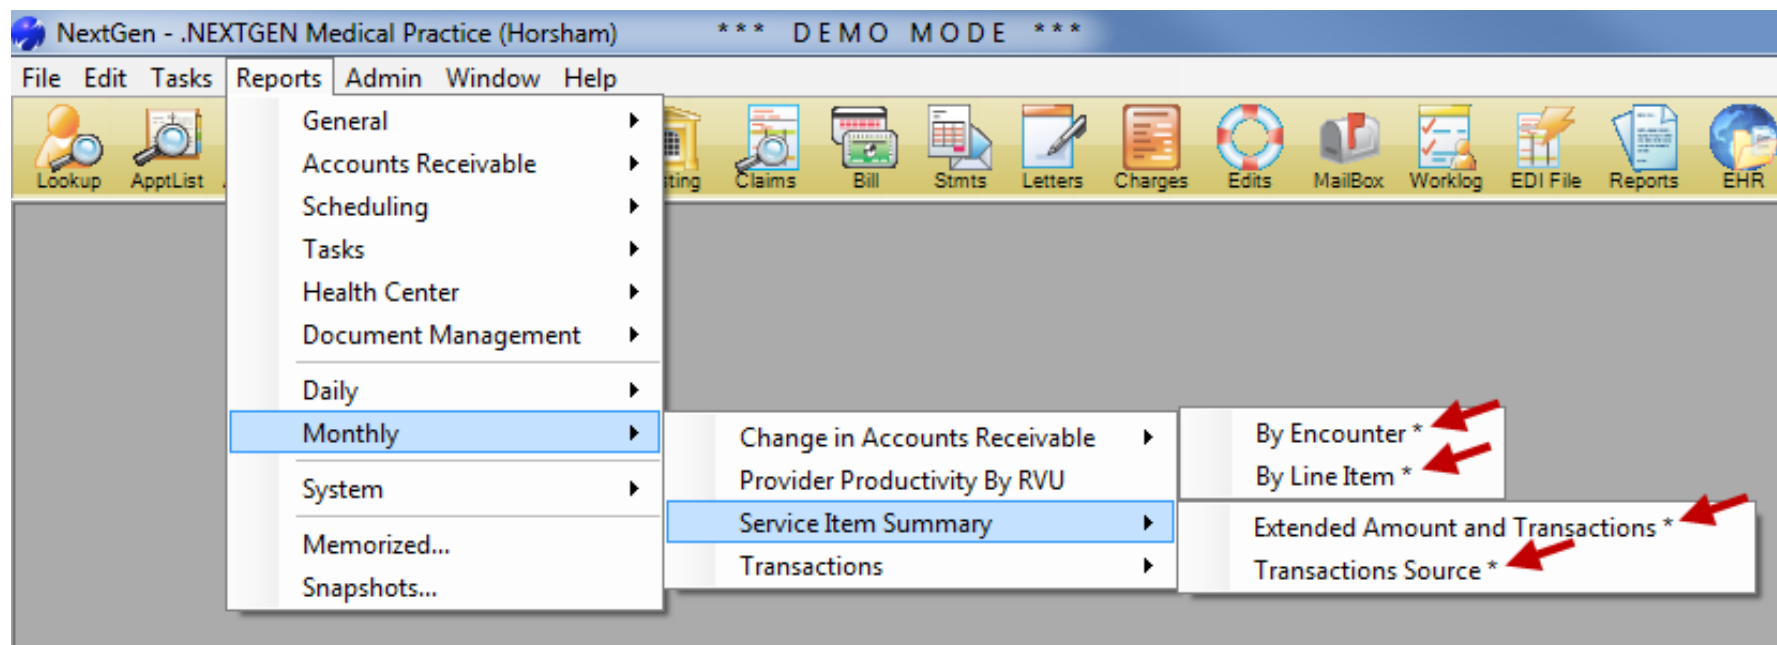 NextGen - .NEXTGEN Medical Practice (Horsham) *** DEMO MODE ***
File Edit Tasks Reports Admin Window Help
Lookup ApptList iting Claims Bill Stmts Letters Charges Edits MailBox Worklog EDI File Reports EHR
General
Accounts Receivable
Scheduling
Tasks
Health Center
Document Management
Daily
Monthly
System
Memorized...
Snapshots...
Change in Accounts Receivable
Provider Productivity By RVU
Service Item Summary
Transactions
By Encounter *
By Line Item *
Extended Amount and Transactions *
Transactions Source *